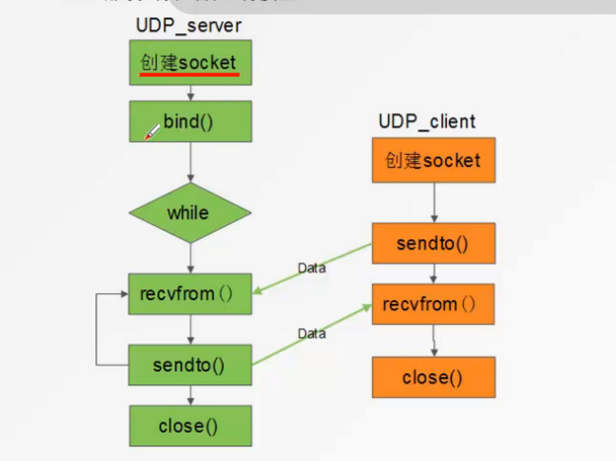 UDP_server
创建socket
bind()
while
recvfrom()
sendto()
close()
UDP_client
创建socket
sendto()
recvfrom()
close()
Data
Data